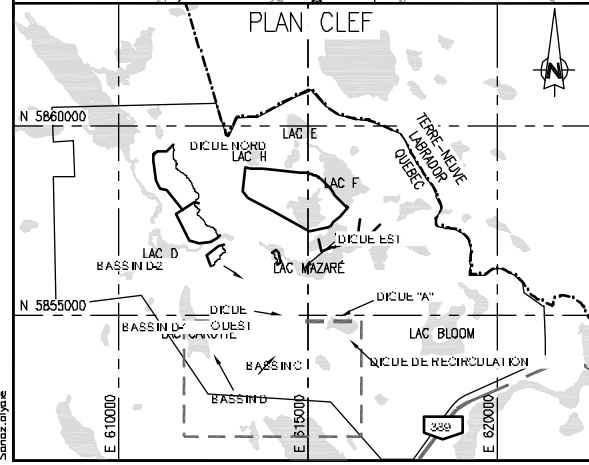 PLAN CLEF
N
N 5860000
LAC E
DIGUE NORD
LAC H
TERRE-NEUVE
LABRADOR
QUEBEC
LAC F
DIGUE EST
LAC D
BASSIN D-2
LAC MAZARÉ
N 5855000
DIGUE "A"
DIGUE
OUEST
BASSIN D-
LAC BLOOM
BASSIN C
DIGUE DE RECIRCULATION
BASSIN D
E 610000
E 615000
E 620000
389